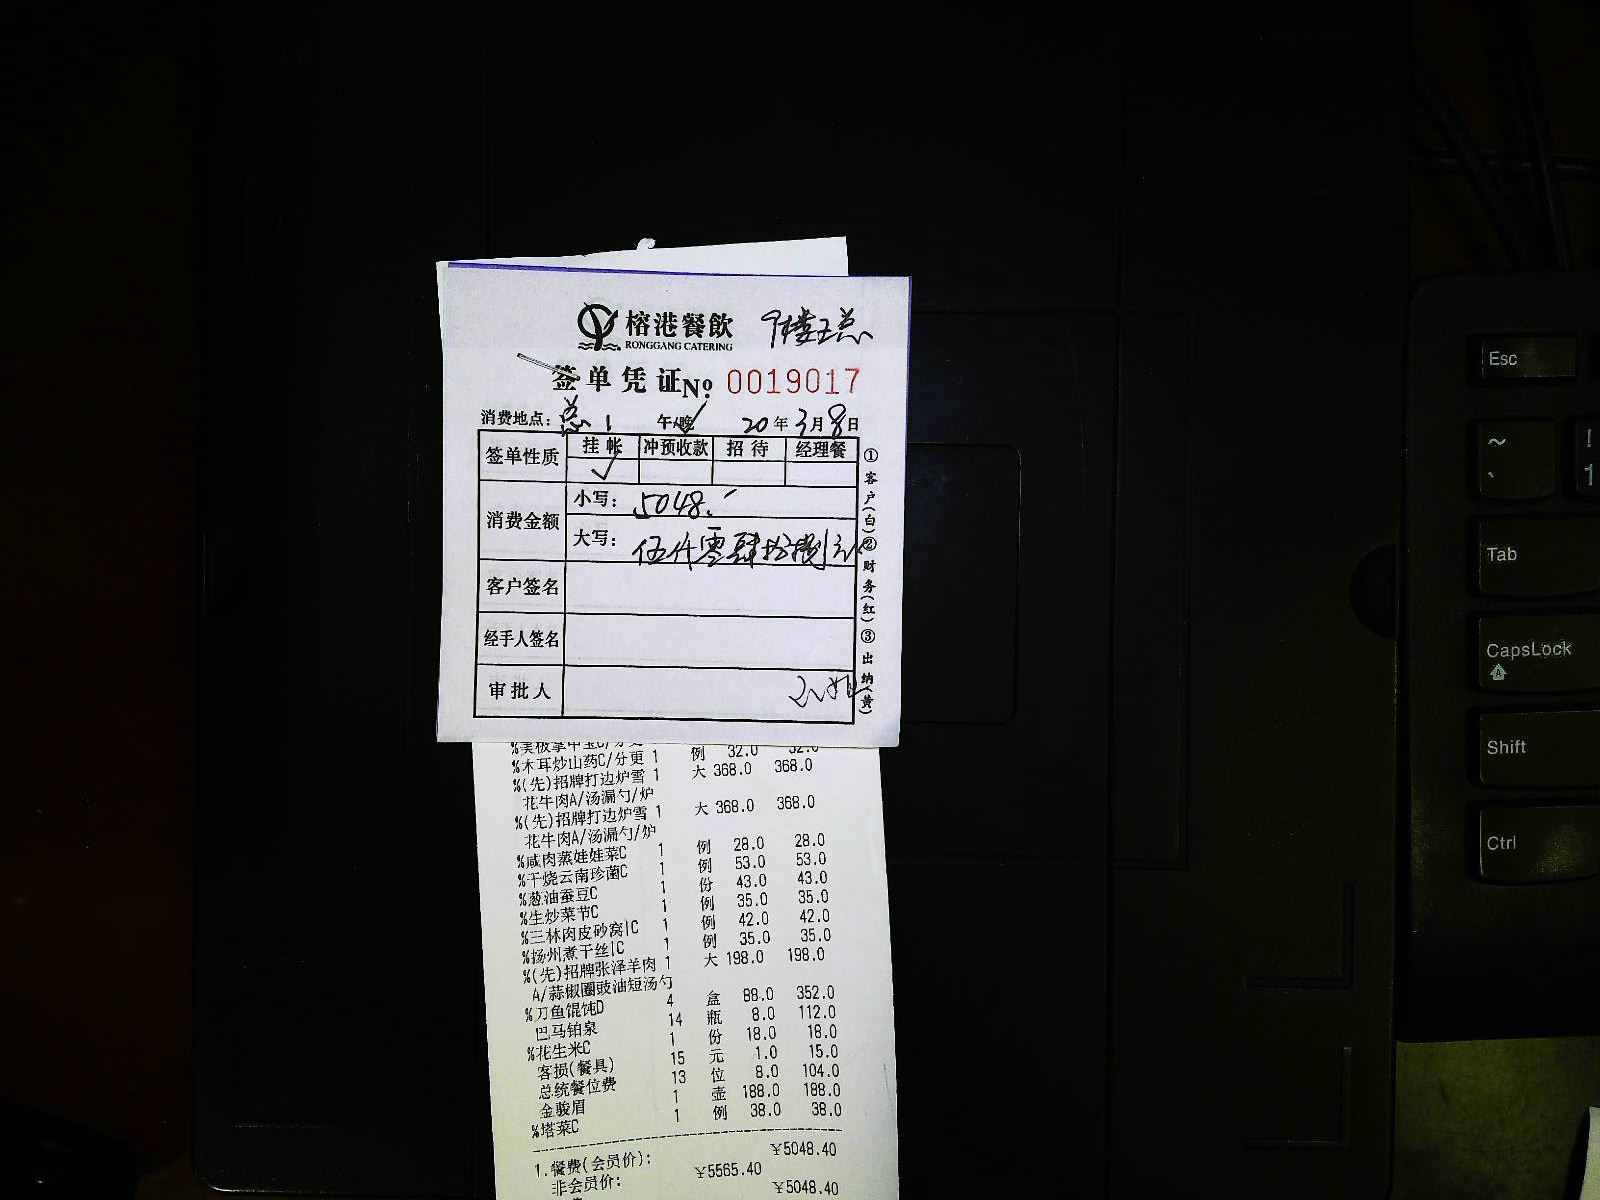 榕港餐飲 9楼王总
RONGGANG CATERING
签单凭证 № 0019017
消费地点：总1 午/晚 20年3月8日
签单性质 挂帐 冲预收款 招待 经理餐
✓
消费金额 小写：5048.
大写：伍仟零肆拾捌元
客户签名
经手人签名
审批人
①客户(白)②财务(红)③出纳(黄)
%木耳炒山药C/分更 1 例 32.0 32.0
%(先)招牌打边炉雪 1 大 368.0 368.0
花牛肉A/汤漏勺/炉
%(先)招牌打边炉雪 1 大 368.0 368.0
花牛肉A/汤漏勺/炉
%咸肉蒸娃娃菜C 1 例 28.0 28.0
%干烧云南珍菌C 1 例 53.0 53.0
%葱油蚕豆C 1 份 43.0 43.0
%生炒菜节C 1 例 35.0 35.0
%三林肉皮砂窝|C 1 例 42.0 42.0
%扬州煮干丝|C 1 例 35.0 35.0
%(先)招牌张泽羊肉 1 大 198.0 198.0
A/蒜椒圈豉油短汤勺
%刀鱼馄饨D 4 盒 88.0 352.0
巴马铂泉 14 瓶 8.0 112.0
%花生米C 1 份 18.0 18.0
客损(餐具) 15 元 1.0 15.0
总统餐位费 13 位 8.0 104.0
金骏眉 1 壶 188.0 188.0
%塔菜C 1 例 38.0 38.0
1.餐费(会员价)： ¥5048.40
非会员价： ¥5565.40
¥5048.40
Esc
~
`
!
1
Tab
CapsLock
A
Shift
Ctrl